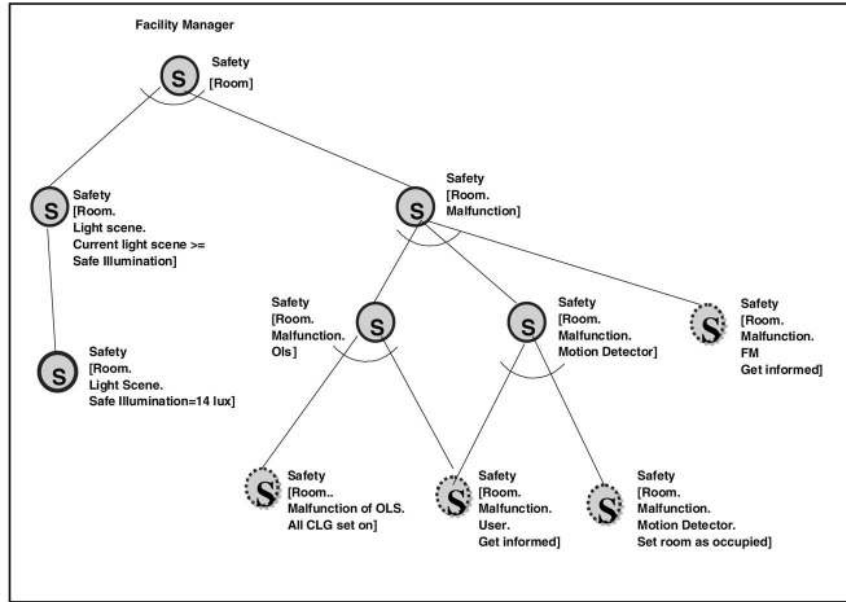 Facility Manager
S
Safety
[Room]
S
Safety
[Room.
Light scene.
Current light scene >=
Safe Illumination]
S
Safety
[Room.
Malfunction]
S
Safety
[Room.
Malfunction.
Ols]
S
Safety
[Room.
Malfunction.
Motion Detector]
S
Safety
[Room.
Malfunction.
FM
Get informed]
S
Safety
[Room.
Light Scene.
Safe Illumination=14 lux]
S
Safety
[Room..
Malfunction of OLS.
All CLG set on]
S
Safety
[Room.
Malfunction.
User.
Get informed]
S
Safety
[Room.
Malfunction.
Motion Detector.
Set room as occupied]